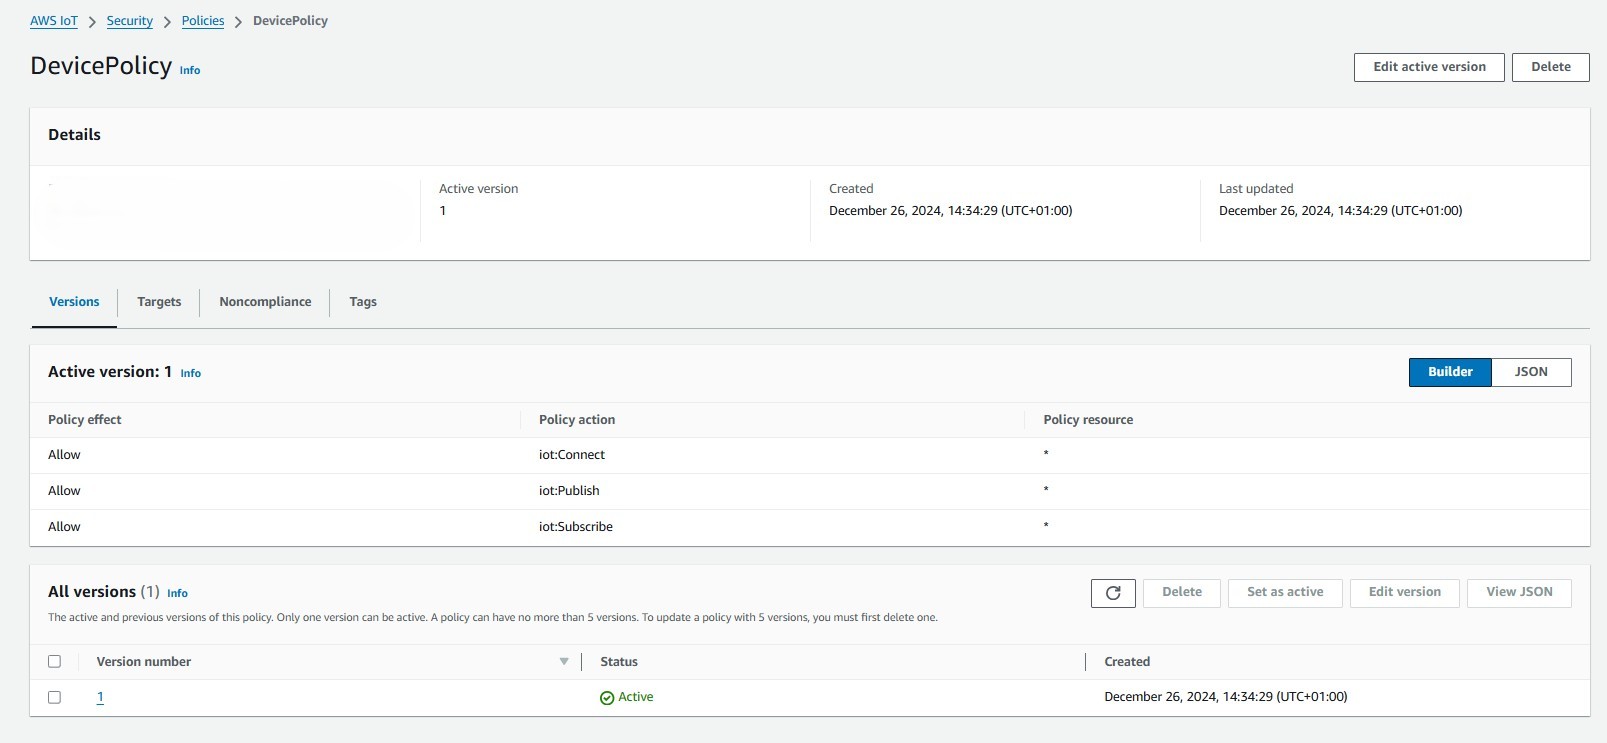 AWS IoT > Security > Policies > DevicePolicy
DevicePolicy Info
Edit active version Delete
Details
Active version Created Last updated
1 December 26, 2024, 14:34:29 (UTC+01:00) December 26, 2024, 14:34:29 (UTC+01:00)
Versions Targets Noncompliance Tags
Active version: 1 Info Builder JSON
Policy effect Policy action Policy resource
Allow iot:Connect *
Allow iot:Publish *
Allow iot:Subscribe *
All versions (1) Info Delete Set as active Edit version View JSON
The active and previous versions of this policy. Only one version can be active. A policy can have no more than 5 versions. To update a policy with 5 versions, you must first delete one.
Version number Status Created
1 Active December 26, 2024, 14:34:29 (UTC+01:00)